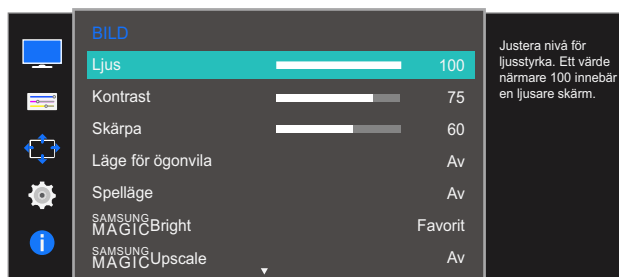 BILD
Ljus 100
Kontrast 75
Skärpa 60
Läge för ögonvila Av
Spelläge Av
SAMSUNG
MAGICBright Favorit
SAMSUNG
MAGICUpscale Av
Justera nivå för
ljusstyrka. Ett värde
närmare 100 innebär
en ljusare skärm.